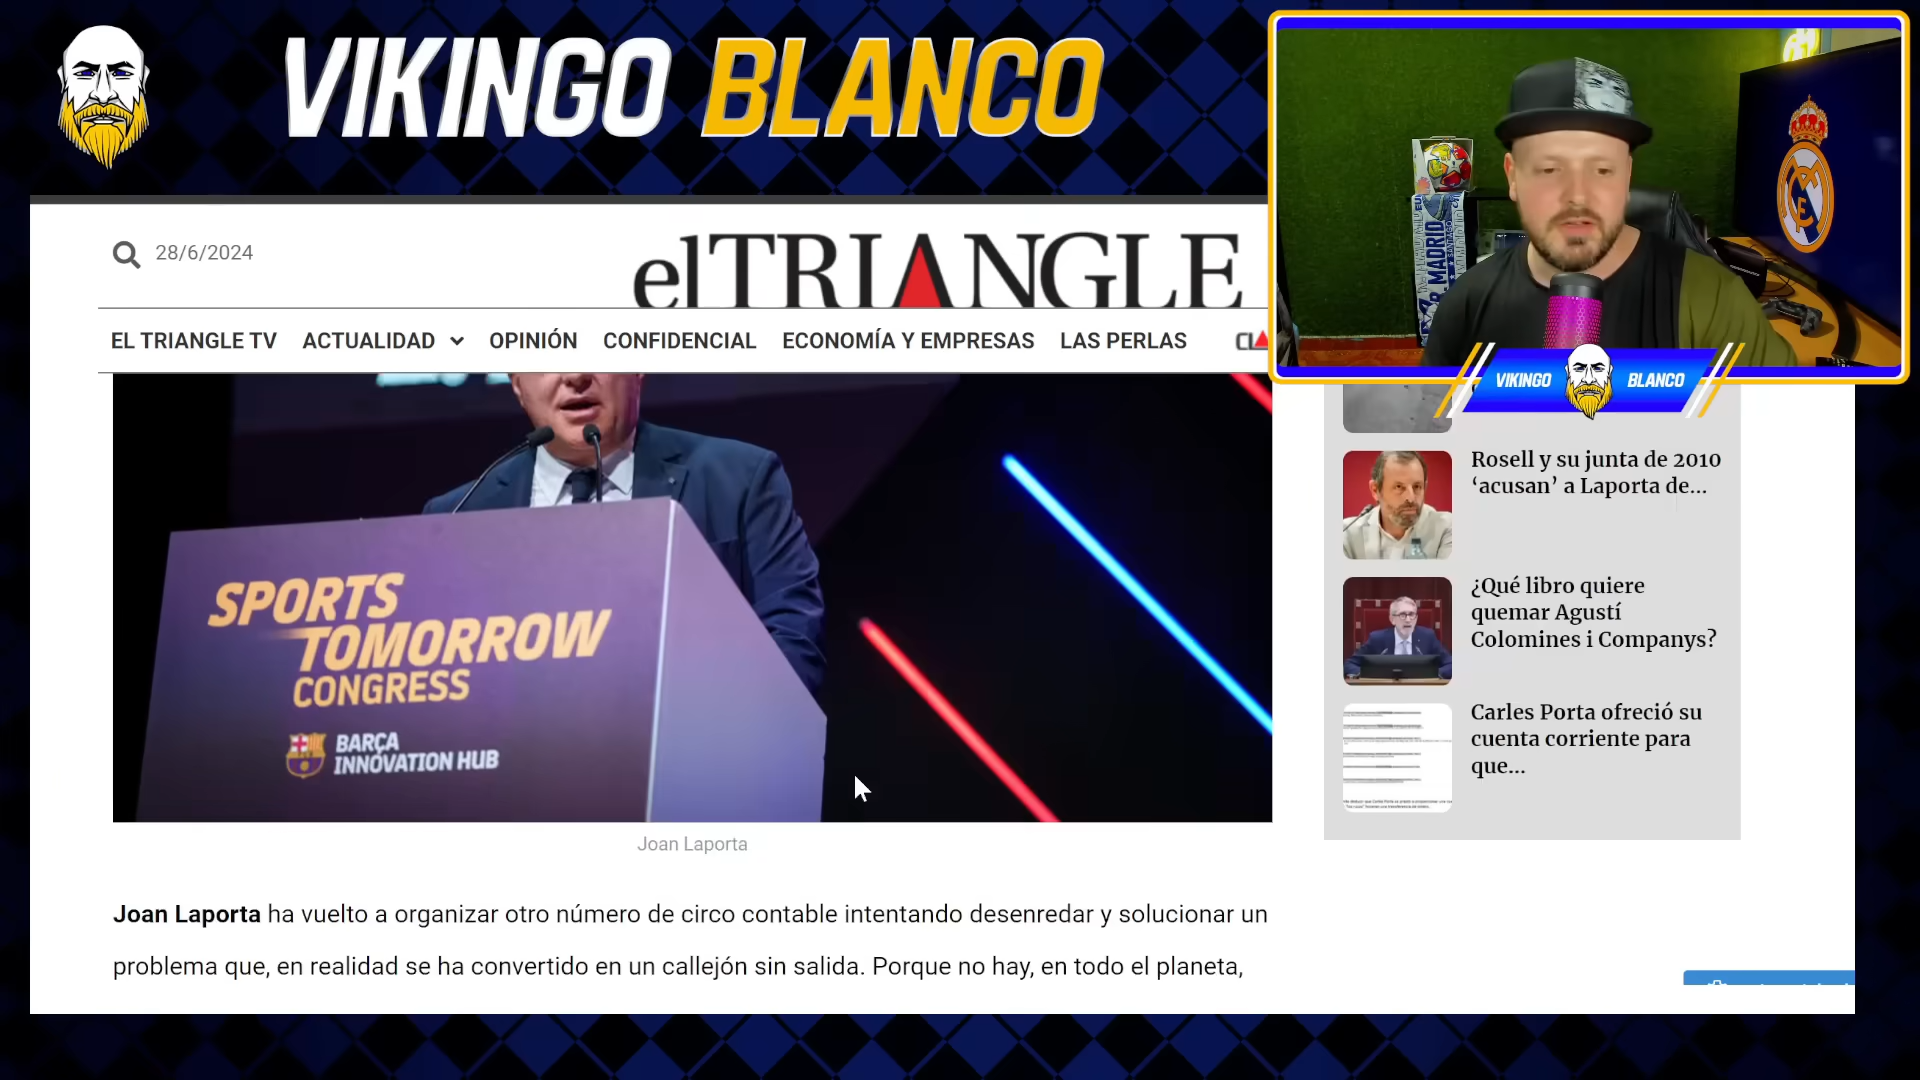 VIKINGO BLANCO
28/6/2024
elTRIANGLE
EL TRIANGLE TV ACTUALIDAD OPINIÓN CONFIDENCIAL ECONOMÍA Y EMPRESAS LAS PERLAS
R. MADRID
VIKINGO BLANCO
SPORTS
TOMORROW
CONGRESS
BARÇA
INNOVATION HUB
Joan Laporta
Joan Laporta ha vuelto a organizar otro número de circo contable intentando desenredar y solucionar un
problema que, en realidad se ha convertido en un callejón sin salida. Porque no hay, en todo el planeta,
Rosell y su junta de 2010
‘acusan’ a Laporta de...
¿Qué libro quiere
quemar Agustí
Colomines i Companys?
Carles Porta ofreció su
cuenta corriente para
que...